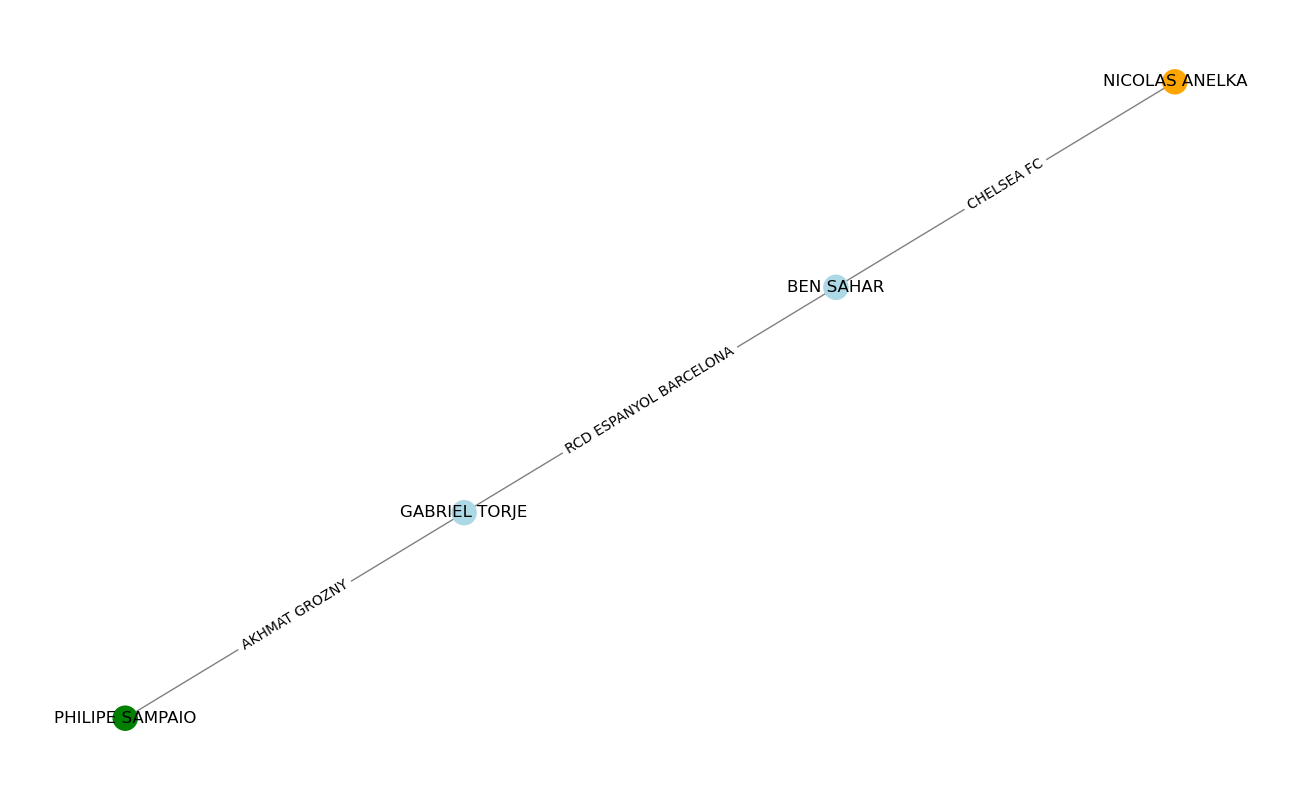 NICOLAS ANELKA
CHELSEA FC
BEN SAHAR
RCD ESPANYOL BARCELONA
GABRIEL TORJE
AKHMAT GROZNY
PHILIPE SAMPAIO